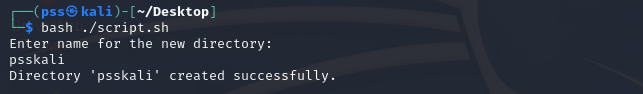 ┌──(pss㉿kali)-[~/Desktop]
└─$ bash ./script.sh
Enter name for the new directory:
psskali
Directory 'psskali' created successfully.